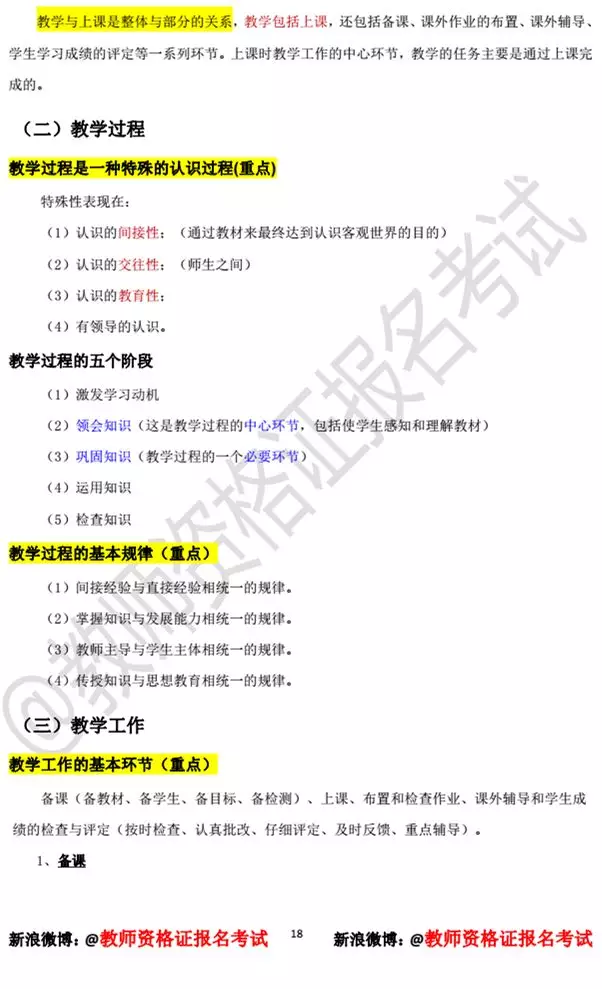 教学与上课是整体与部分的关系，教学包括上课，还包括备课、课外作业的布置、课外辅导、
学生学习成绩的评定等一系列环节。上课时教学工作的中心环节，教学的任务主要是通过上课完
成的。
（二）教学过程
教学过程是一种特殊的认识过程(重点)
特殊性表现在：
（1）认识的间接性；（通过教材来最终达到认识客观世界的目的）
（2）认识的交往性；（师生之间）
（3）认识的教育性；
（4）有领导的认识。
教学过程的五个阶段
（1）激发学习动机
（2）领会知识（这是教学过程的中心环节，包括使学生感知和理解教材）
（3）巩固知识（教学过程的一个必要环节）
（4）运用知识
（5）检查知识
教学过程的基本规律（重点）
（1）间接经验与直接经验相统一的规律。
（2）掌握知识与发展能力相统一的规律。
（3）教师主导与学生主体相统一的规律。
（4）传授知识与思想教育相统一的规律。
（三）教学工作
教学工作的基本环节（重点）
备课（备教材、备学生、备目标、备检测）、上课、布置和检查作业、课外辅导和学生成
绩的检查与评定（按时检查、认真批改、仔细评定、及时反馈、重点辅导）。
1、备课
新浪微博：@教师资格证报名考试 18 新浪微博：@教师资格证报名考试
@教师资格证报名考试